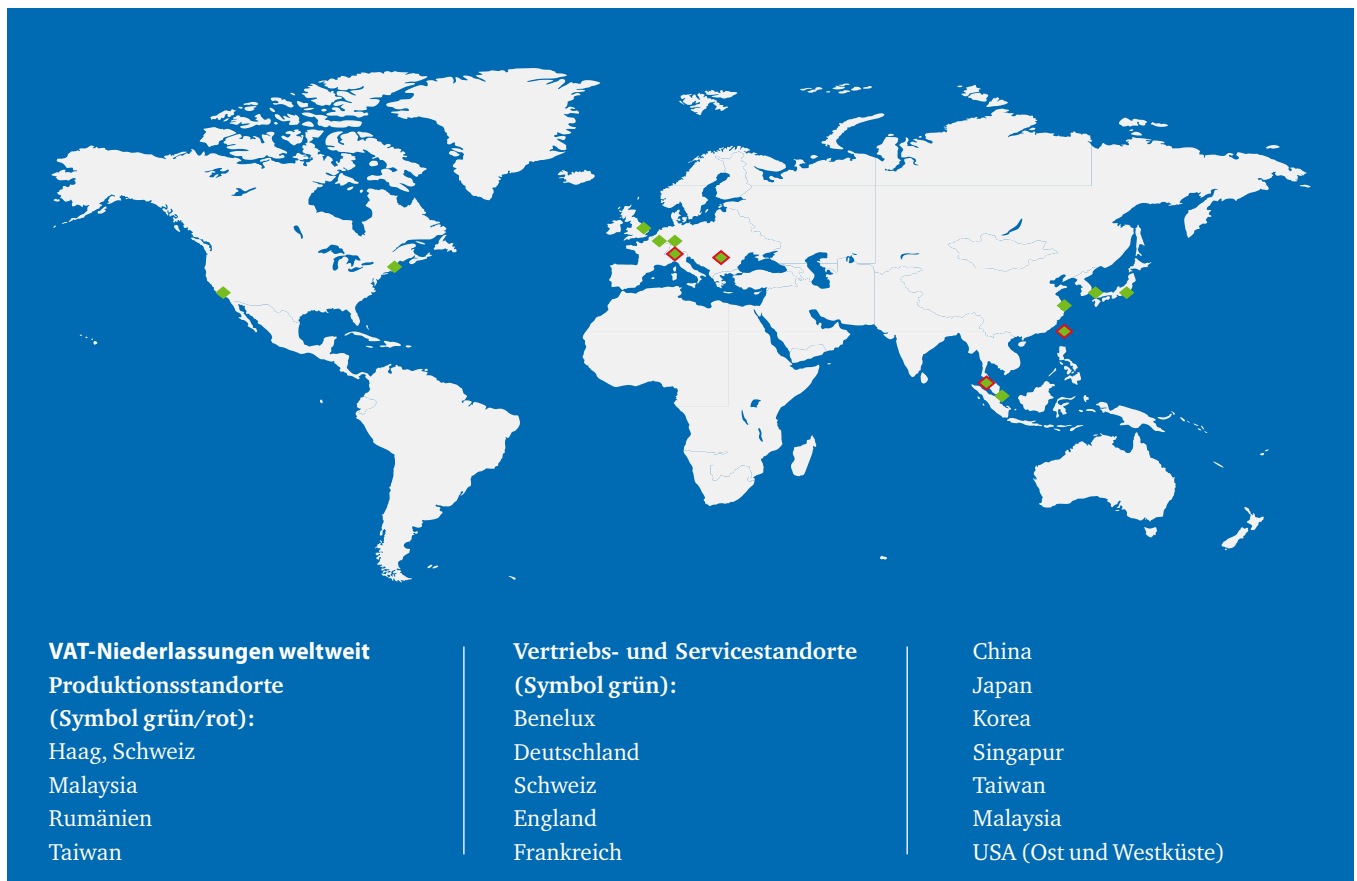 VAT-Niederlassungen weltweit
Produktionsstandorte
(Symbol grün/rot):
Haag, Schweiz
Malaysia
Rumänien
Taiwan
Vertriebs- und Servicestandorte
(Symbol grün):
Benelux
Deutschland
Schweiz
England
Frankreich
China
Japan
Korea
Singapur
Taiwan
Malaysia
USA (Ost und Westküste)